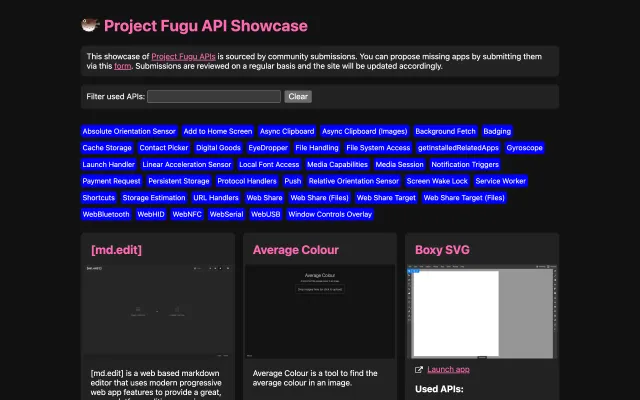 Project Fugu API Showcase
This showcase of Project Fugu APIs is sourced by community submissions. You can propose missing apps by submitting them
via this form. Submissions are reviewed on a regular basis and the site will be updated accordingly.
Filter used APIs: Clear
Absolute Orientation Sensor Add to Home Screen Async Clipboard Async Clipboard (Images) Background Fetch Badging
Cache Storage Contact Picker Digital Goods EyeDropper File Handling File System Access getInstalledRelatedApps Gyroscope
Launch Handler Linear Acceleration Sensor Local Font Access Media Capabilities Media Session Notification Triggers
Payment Request Persistent Storage Protocol Handlers Push Relative Orientation Sensor Screen Wake Lock Service Worker
Shortcuts Storage Estimation URL Handlers Web Share Web Share (Files) Web Share Target Web Share Target (Files)
WebBluetooth WebHID WebNFC WebSerial WebUSB Window Controls Overlay
[md.edit] Average Colour Boxy SVG
[md.edit]
Average Colour
[md.edit] is a web based markdown
editor that uses modern progressive
web app features to provide a great,
Average Colour is a tool to find the
average colour in an image.
Launch app
Used APIs: